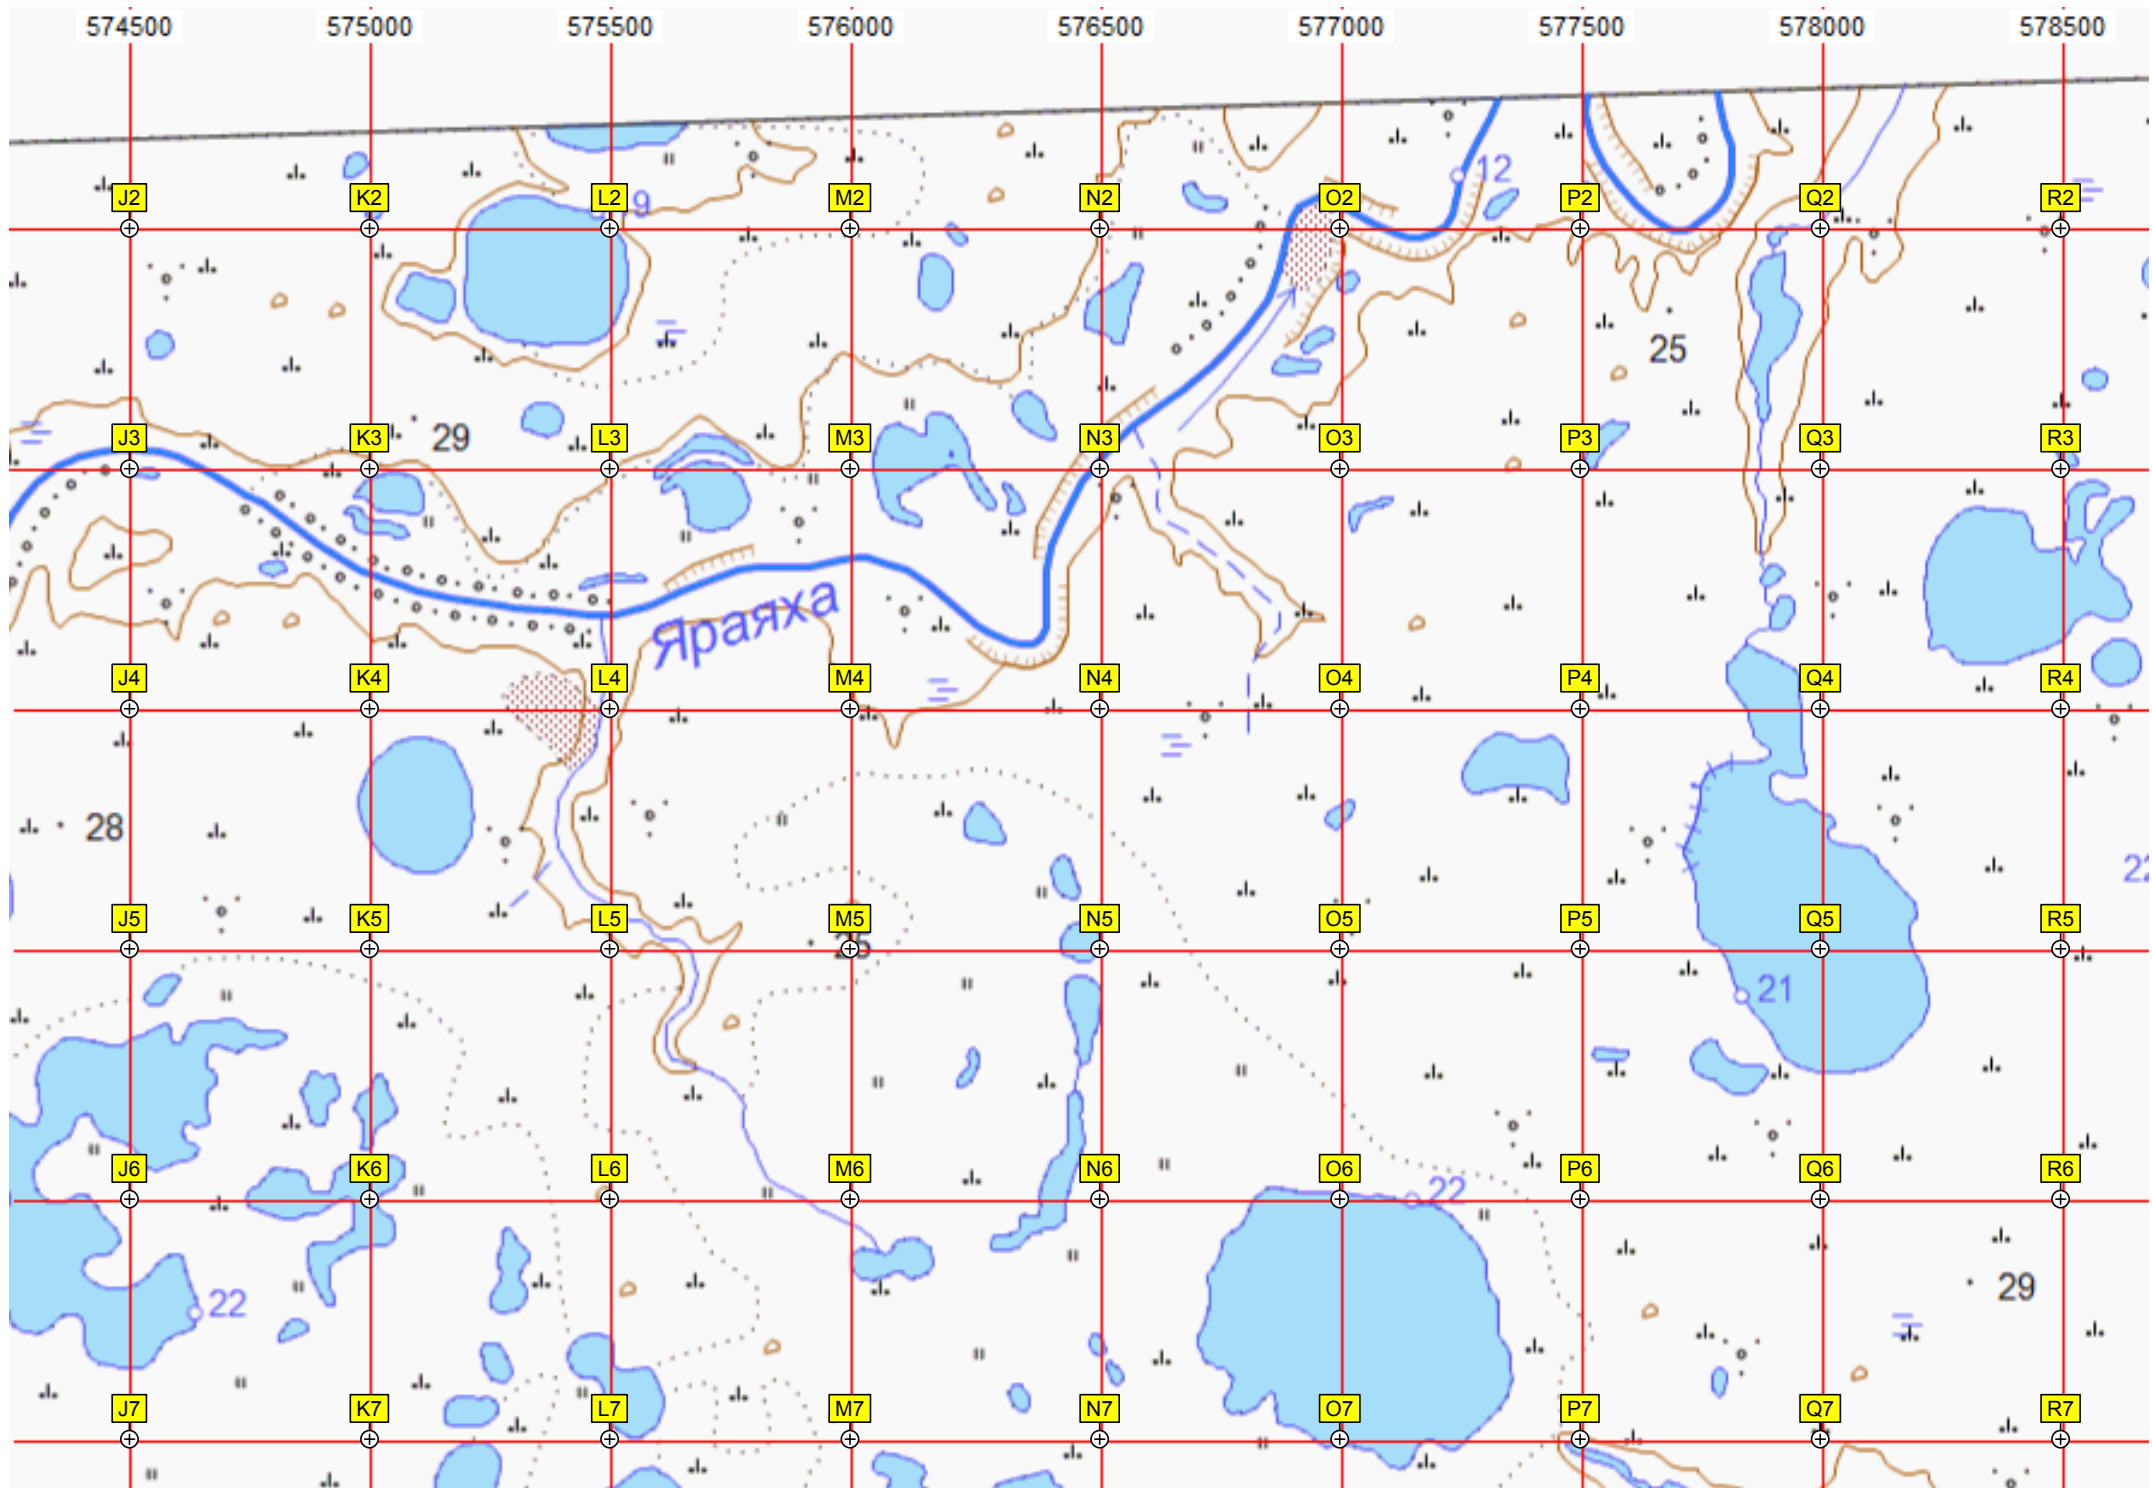 574500 575000 575500 576000 576500 577000 577500 578000 578500
12
J2 K2 L2 M2 N2 O2 P2 Q2 R2
9
25
J3 K3 L3 M3 N3 O3 P3 Q3 R3
29
Яраяха
J4 K4 L4 M4 N4 O4 P4 Q4 R4
28
22
J5 K5 L5 M5 N5 O5 P5 Q5 R5
21
J6 K6 L6 M6 N6 O6 P6 Q6 R6
22
29
22
J7 K7 L7 M7 N7 O7 P7 Q7 R7